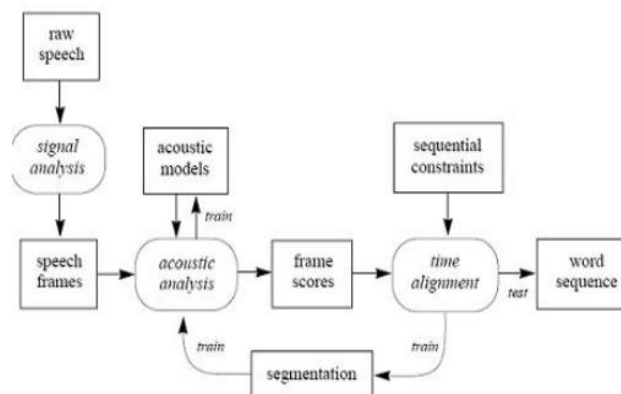 raw
speech
signal
analysis
acoustic
models
sequential
constraints
train
speech
frames
acoustic
analysis
frame
scores
time
alignment
test
word
sequence
train
train
segmentation